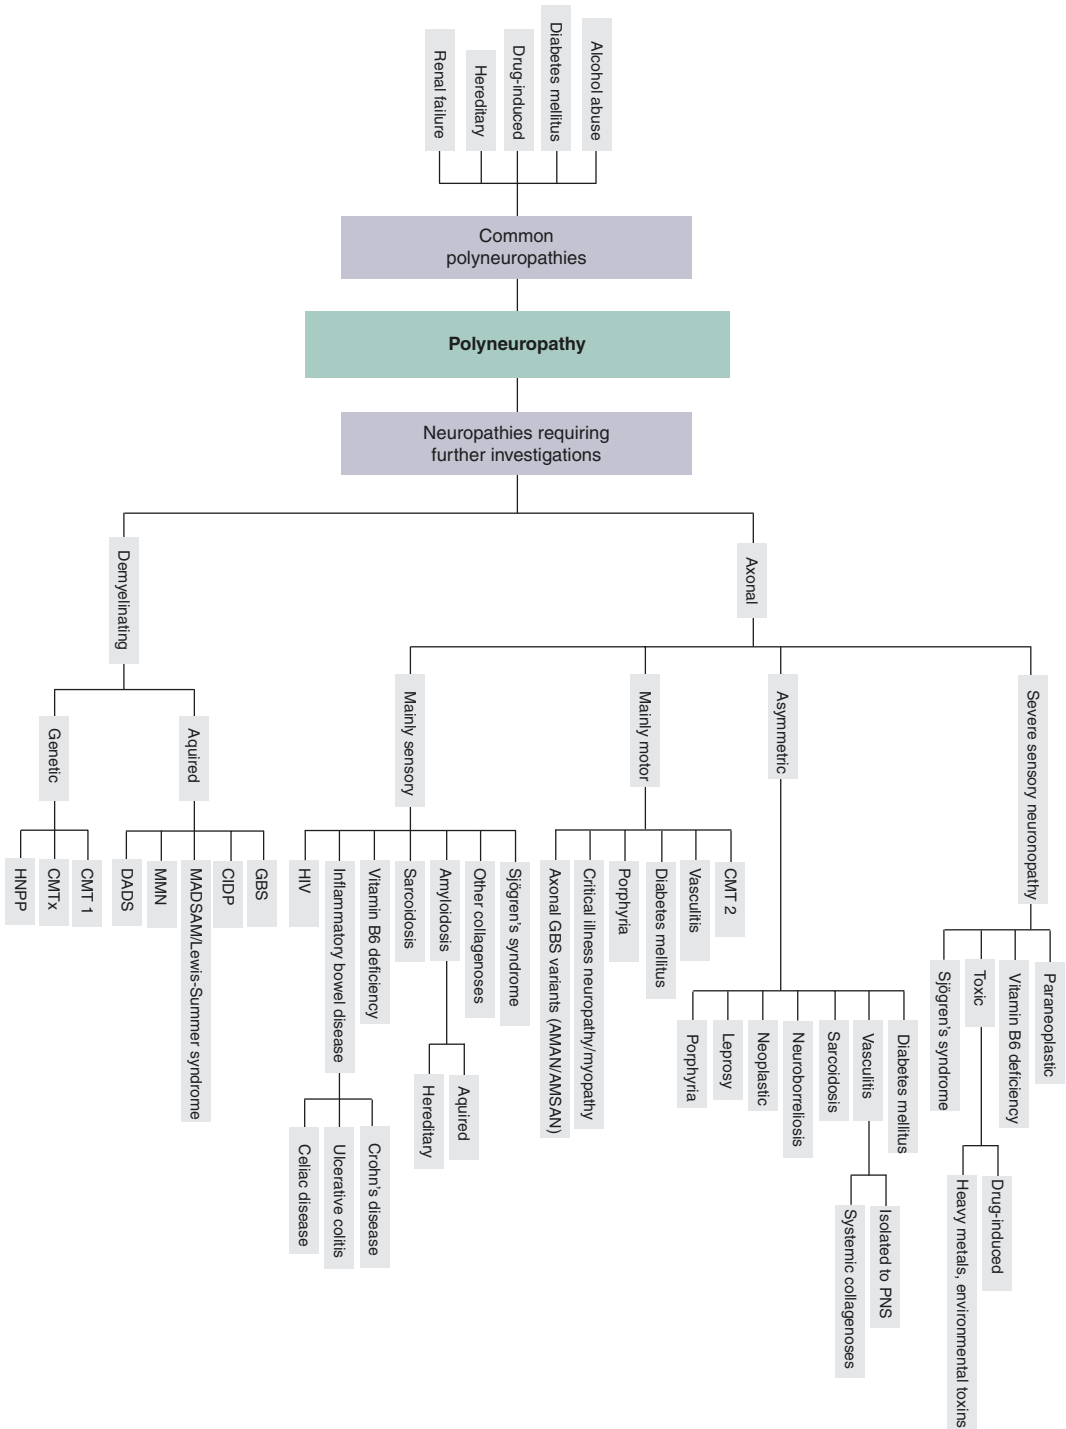 Renal failure
Hereditary
Drug-induced
Diabetes mellitus
Alcohol abuse
Common
polyneuropathies
Polyneuropathy
Neuropathies requiring
further investigations
Demyelinating
Axonal
Genetic
Aquired
Mainly sensory
Mainly motor
Asymmetric
Severe sensory neuronopathy
HNPP
CMTx
CMT 1
DADS
MMN
MADSAM/Lewis-Summer syndrome
CIDP
GBS
HIV
Inflammatory bowel disease
Vitamin B6 deficiency
Sarcoidosis
Amyloidosis
Other collagenoses
Sjögren's syndrome
Axonal GBS variants (AMAN/AMSAN)
Critical illness neuropathy/myopathy
Porphyria
Diabetes mellitus
Vasculitis
CMT 2
Porphyria
Leprosy
Neoplastic
Neuroborreliosis
Sarcoidosis
Vasculitis
Diabetes mellitus
Sjögren's syndrome
Toxic
Vitamin B6 deficiency
Paraneoplastic
Celiac disease
Ulcerative colitis
Crohn's disease
Hereditary
Aquired
Systemic collagenoses
Isolated to PNS
Heavy metals, environmental toxins
Drug-induced